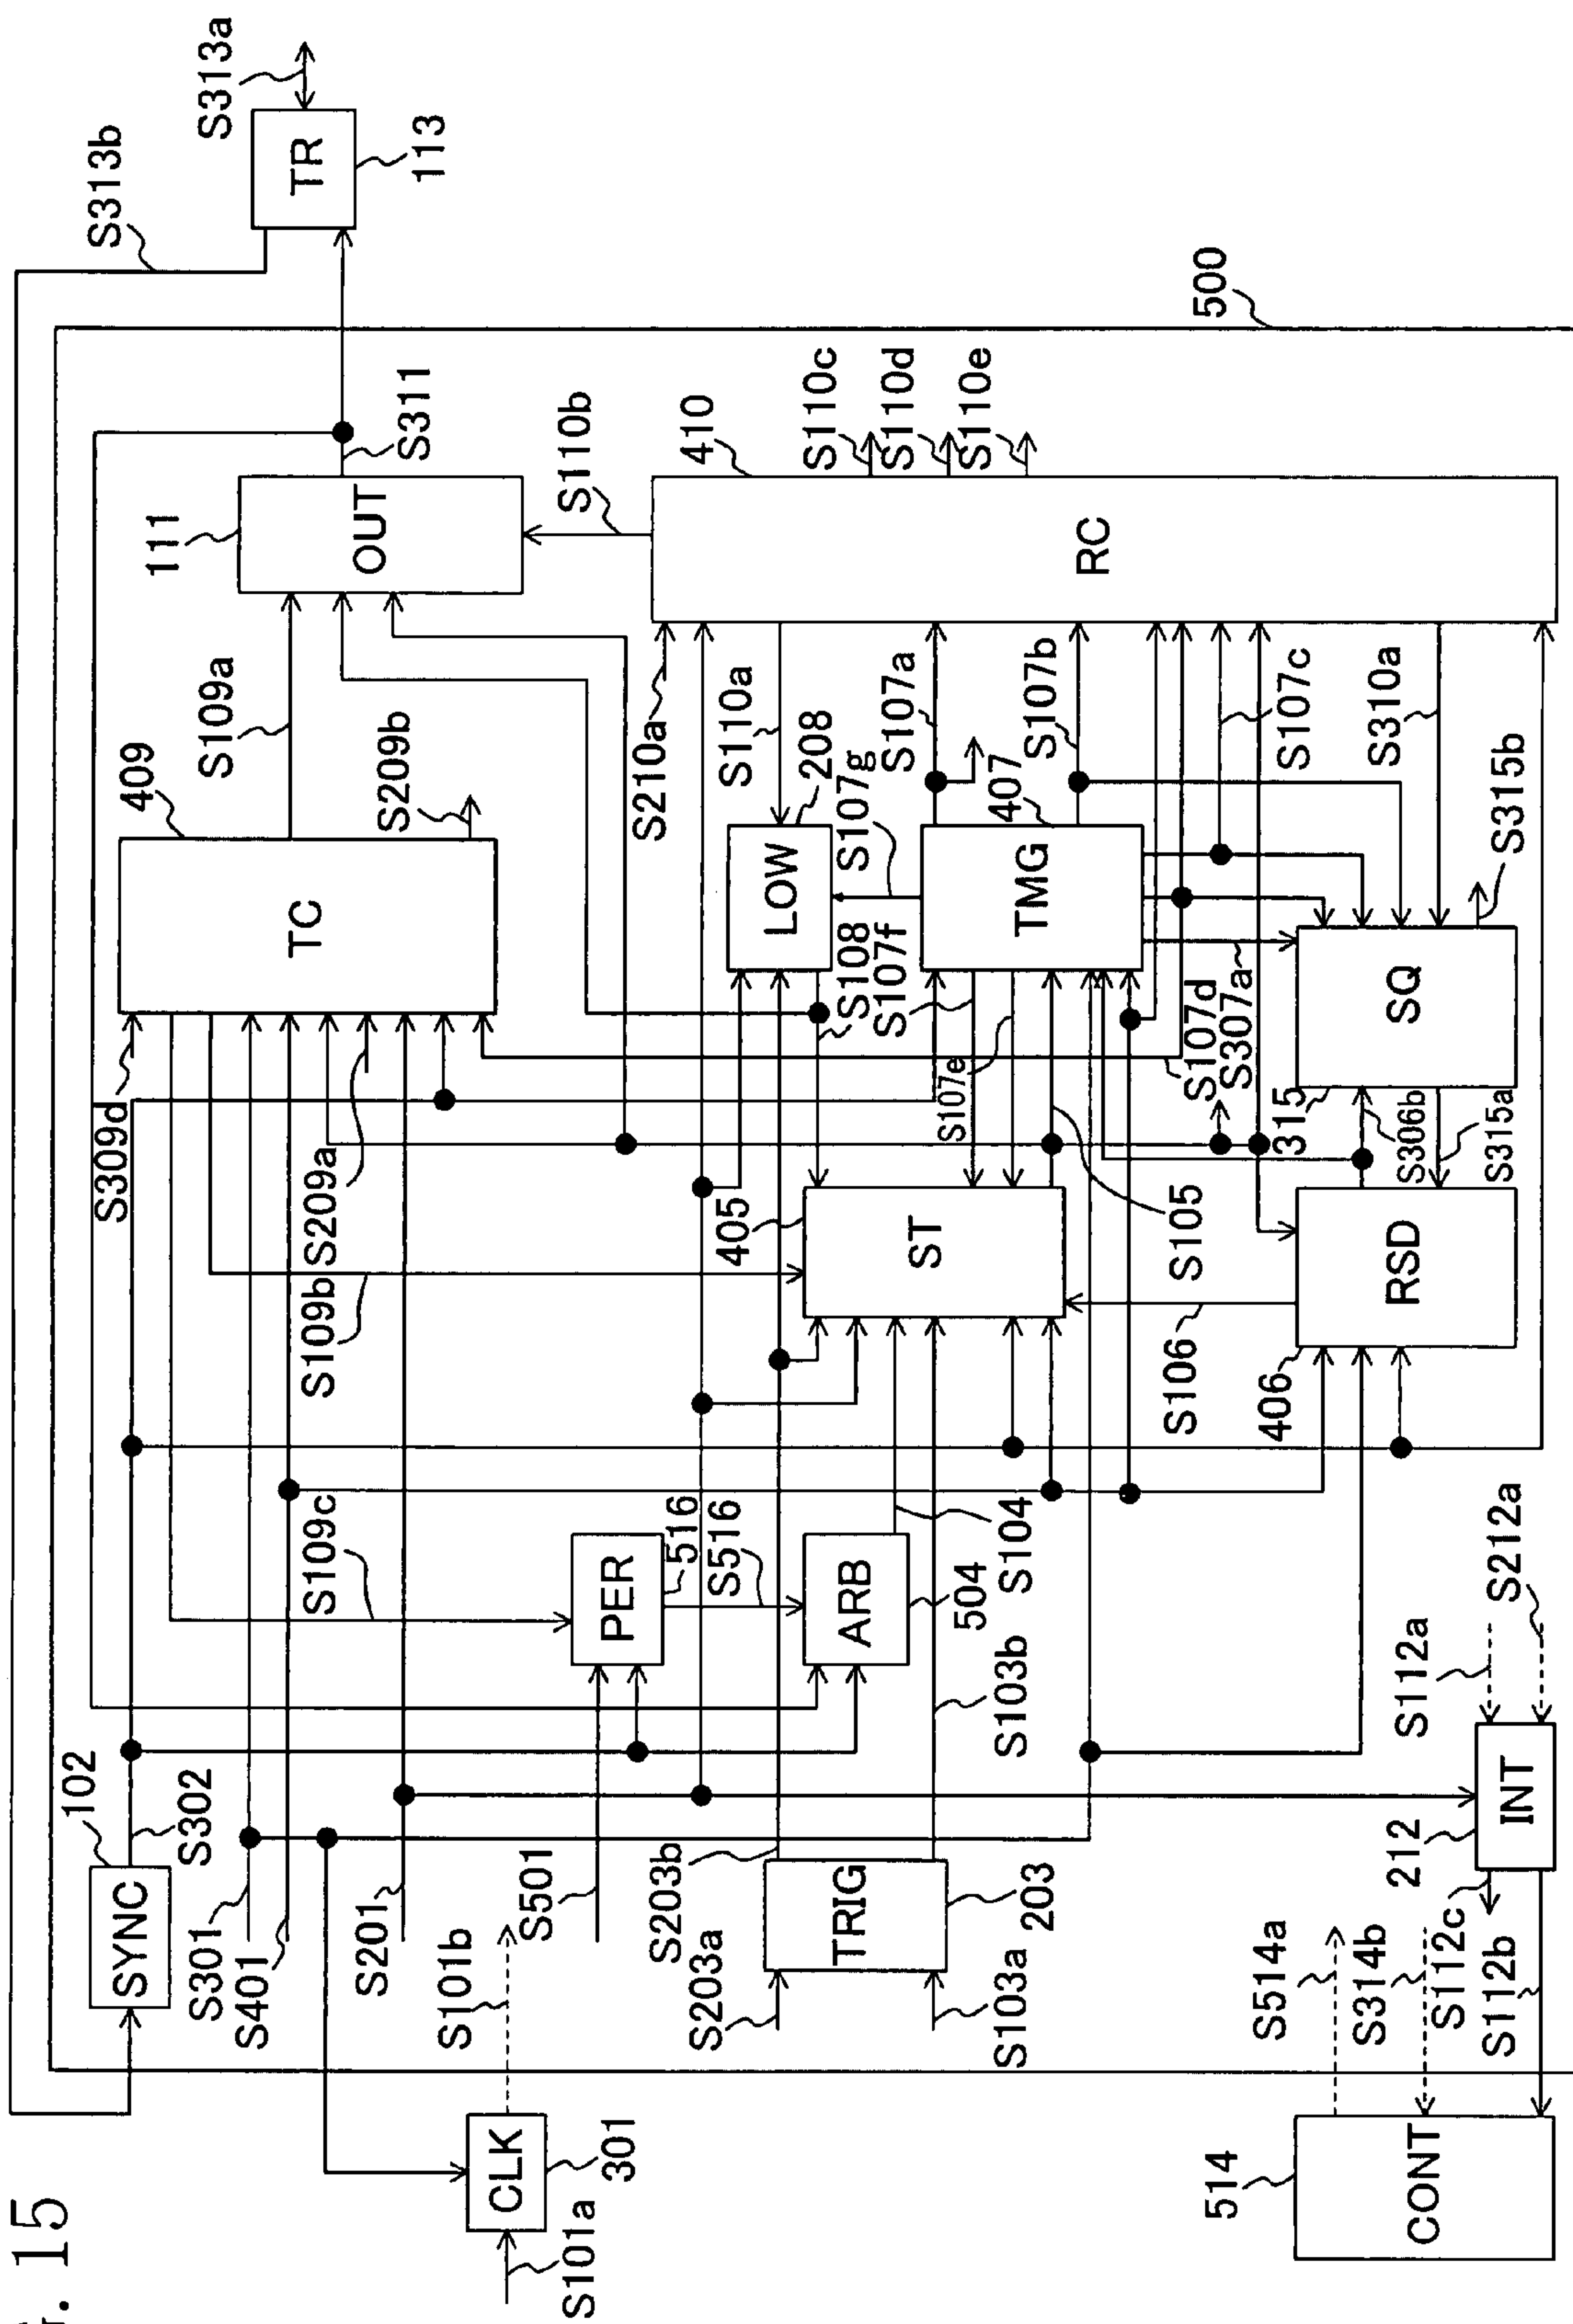 G. 15
S313a
TR
113
S313b
500
S311
S110b
410
S110c
S110d
S110e
111
OUT
RC
S109a
S209b
409
TC
S210a
S110a
208
S107g
S107a
407
S107b
S107c
S310a
S315b
LOW
TMG
SQ
S108
S107f
S107e
S107d
S307a
315
S306b
S315a
S309d
S209a
S109b
405
ST
S105
S106
406
RSD
S109c
PER
516
S516
ARB
504
S104
S103b
S212a
S112a
INT
212
102
S302
SYNC
S301
S401
S201
S101b
S501
S203b
S203a
TRIG
203
S103a
S514a
S314b
S112c
S112b
CLK
301
S101a
514
CONT